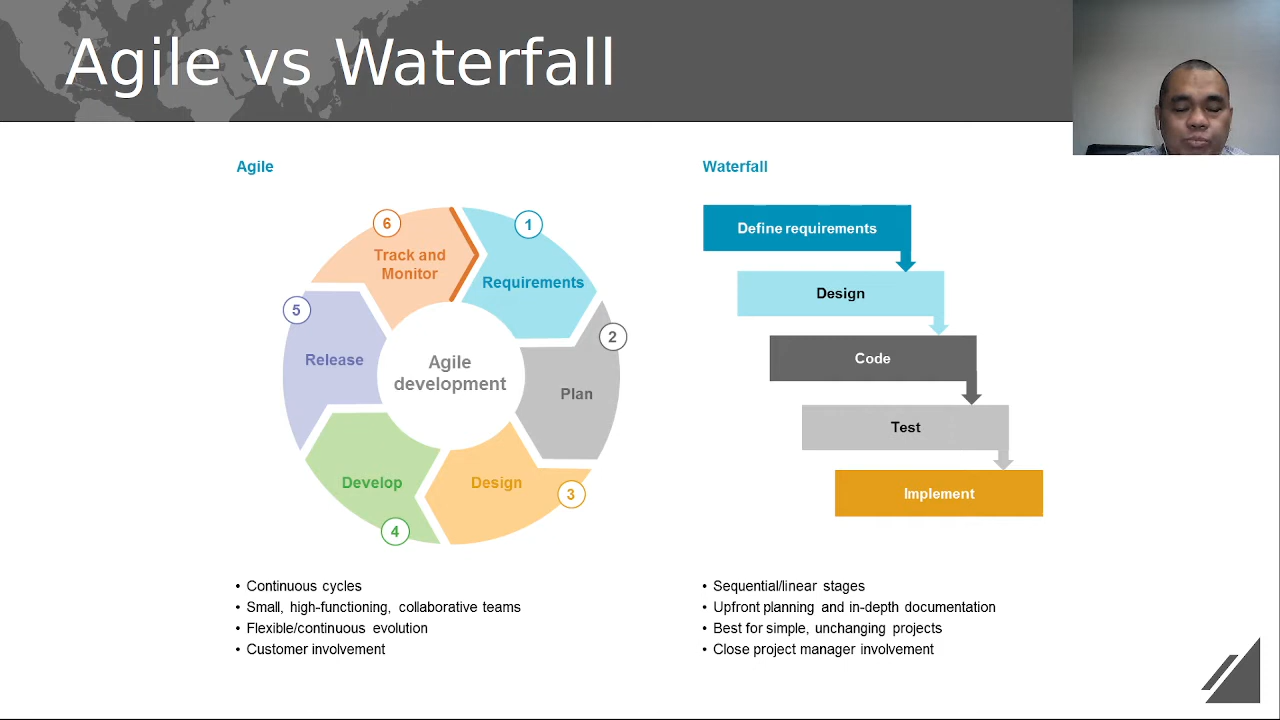 Agile vs Waterfall
Agile
6
Track and
Monitor
1
Requirements
5
Release
2
Plan
Agile
development
Develop
4
Design
3
• Continuous cycles
• Small, high-functioning, collaborative teams
• Flexible/continuous evolution
• Customer involvement
Waterfall
Define requirements
Design
Code
Test
Implement
• Sequential/linear stages
• Upfront planning and in-depth documentation
• Best for simple, unchanging projects
• Close project manager involvement